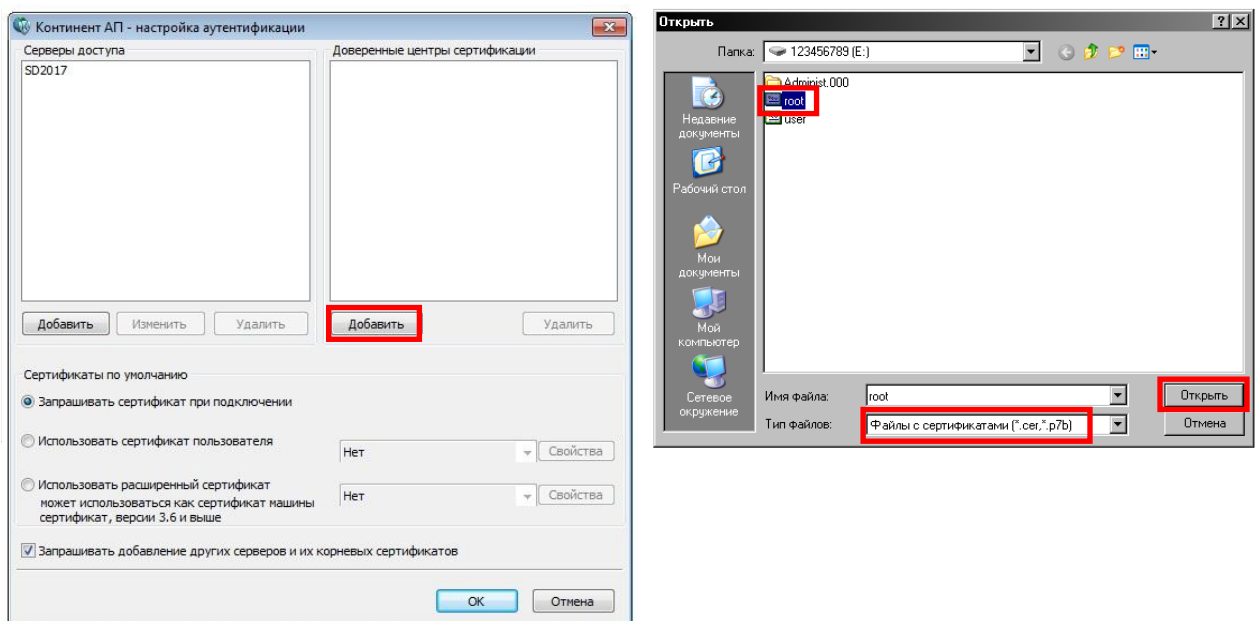 Континент АП - настройка аутентификации
Серверы доступа
Доверенные центры сертификации
SD2017
Добавить
Изменить
Удалить
Добавить
Удалить
Сертификаты по умолчанию
Запрашивать сертификат при подключении
Использовать сертификат пользователя
Нет
Свойства
Использовать расширенный сертификат
может использоваться как сертификат машины
сертификат, версии 3.6 и выше
Нет
Свойства
Запрашивать добавление других серверов и их корневых сертификатов
OK
Отмена
Открыть
Папка:
123456789 (E:)
Administ.000
root
user
Недавние
документы
Рабочий стол
Мои
документы
Мой
компьютер
Сетевое
окружение
Имя файла:
root
Открыть
Тип файлов:
Файлы с сертификатами (*.cer,*.p7b)
Отмена